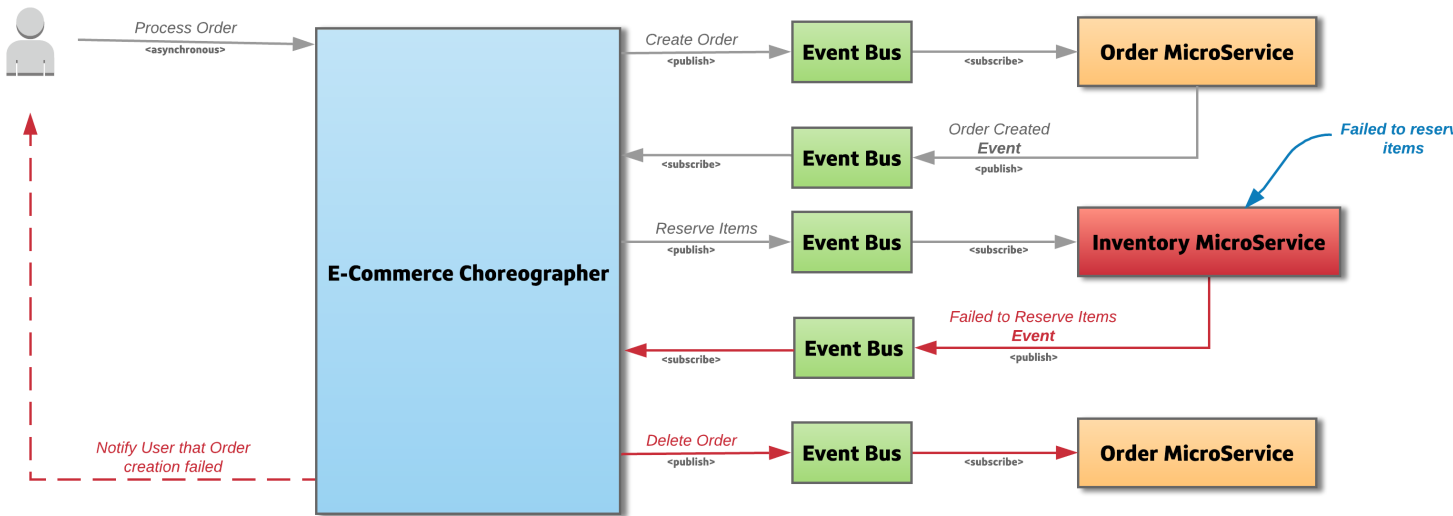 Process Order
<asynchronous>
Create Order
<publish>
Event Bus
<subscribe>
Order MicroService
Order Created
Event
<publish>
Event Bus
<subscribe>
Failed to reserv
items
Reserve Items
<publish>
Event Bus
<subscribe>
Inventory MicroService
E-Commerce Choreographer
Failed to Reserve Items
Event
<publish>
Event Bus
<subscribe>
Notify User that Order
creation failed
Delete Order
<publish>
Event Bus
<subscribe>
Order MicroService